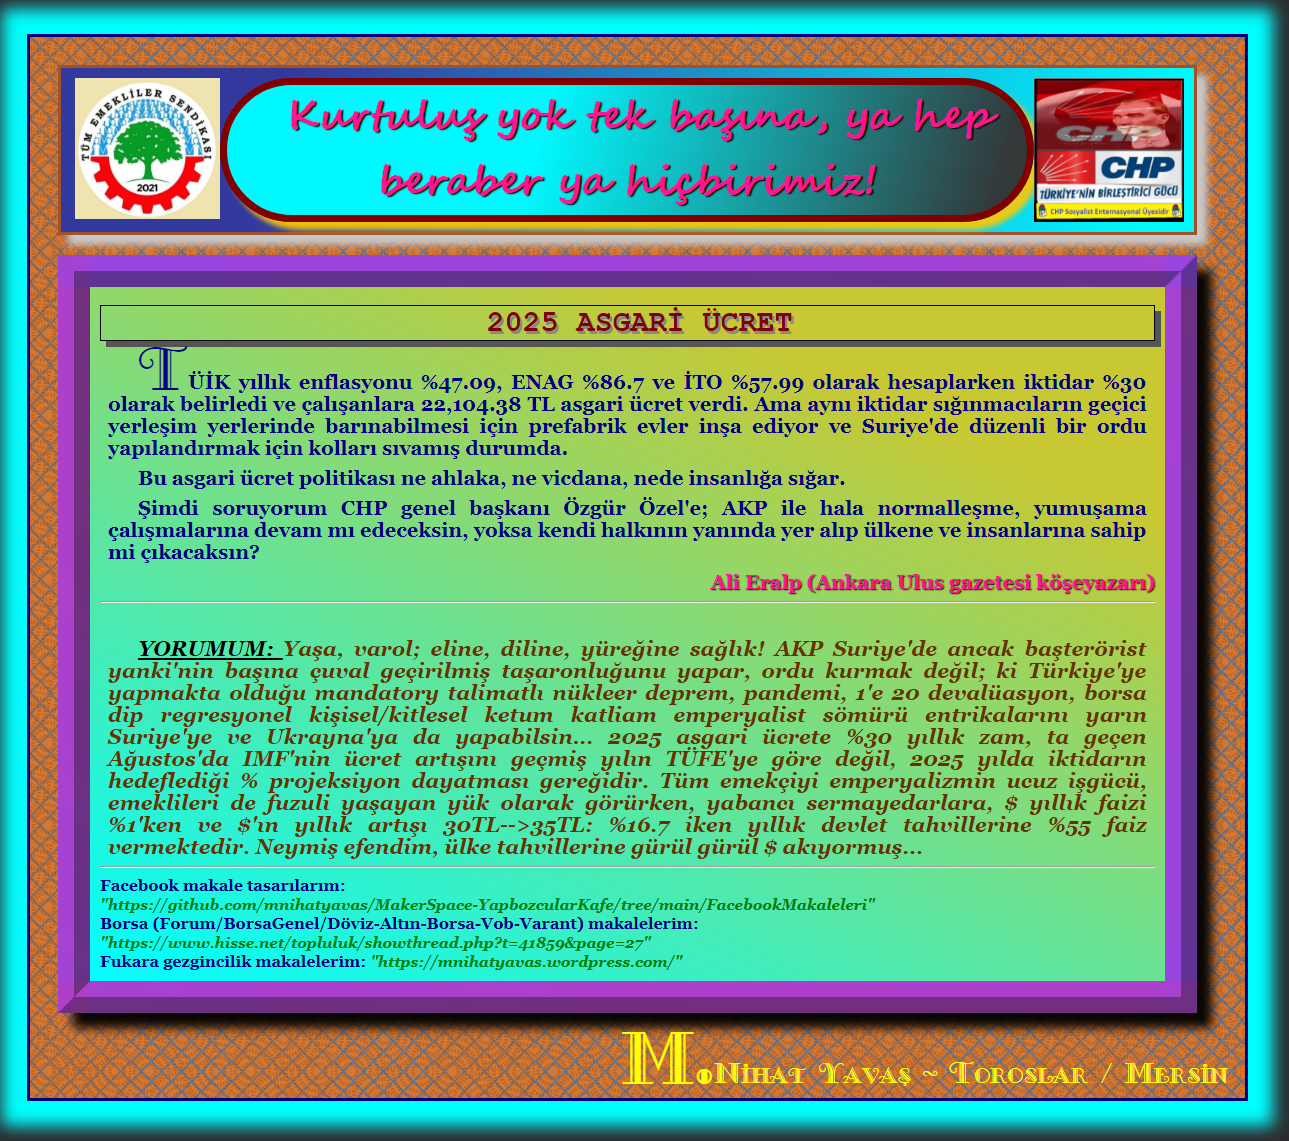 TÜM EMEKLİLER SENDİKASI
2021
Kurtuluş yok tek başına, ya hep
beraber ya hiçbirimiz!
CHP
CHP
TÜRKİYE'NİN BİRLEŞTİRİCİ GÜCÜ
CHP Sosyalist Enternasyonal Üyesidir
2025 ASGARİ ÜCRET
TÜİK yıllık enflasyonu %47.09, ENAG %86.7 ve İTO %57.99 olarak hesaplarken iktidar %30
olarak belirledi ve çalışanlara 22,104.38 TL asgari ücret verdi. Ama aynı iktidar sığınmacıların geçici
yerleşim yerlerinde barınabilmesi için prefabrik evler inşa ediyor ve Suriye'de düzenli bir ordu
yapılandırmak için kolları sıvamış durumda.
Bu asgari ücret politikası ne ahlaka, ne vicdana, nede insanlığa sığar.
Şimdi soruyorum CHP genel başkanı Özgür Özel'e; AKP ile hala normalleşme, yumuşama
çalışmalarına devam mı edeceksin, yoksa kendi halkının yanında yer alıp ülkene ve insanlarına sahip
mi çıkacaksın?
Ali Eralp (Ankara Ulus gazetesi köşeyazarı)
YORUMUM: Yaşa, varol; eline, diline, yüreğine sağlık! AKP Suriye'de ancak başterörist
yanki'nin başına çuval geçirilmiş taşaronluğunu yapar, ordu kurmak değil; ki Türkiye'ye
yapmakta olduğu mandatory talimatlı nükleer deprem, pandemi, 1'e 20 devalüasyon, borsa
dip regresyonel kişisel/kitlesel ketum katliam emperyalist sömürü entrikalarını yarın
Suriye'ye ve Ukrayna'ya da yapabilsin... 2025 asgari ücrete %30 yıllık zam, ta geçen
Ağustos'da IMF'nin ücret artışını geçmiş yılın TÜFE'ye göre değil, 2025 yılda iktidarın
hedeflediği % projeksiyon dayatması gereğidir. Tüm emekçiyi emperyalizmin ucuz işgücü,
emeklileri de fuzuli yaşayan yük olarak görürken, yabancı sermayedarlara, $ yıllık faizi
%1'ken ve $'ın yıllık artışı 30TL-->35TL: %16.7 iken yıllık devlet tahvillerine %55 faiz
vermektedir. Neymiş efendim, ülke tahvillerine gürül gürül $ akıyormuş...
Facebook makale tasarılarım:
"https://github.com/mnihatyavas/MakerSpace-YapbozcularKafe/tree/main/FacebookMakaleleri"
Borsa (Forum/BorsaGenel/Döviz-Altın-Borsa-Vob-Varant) makalelerim:
"https://www.hisse.net/topluluk/showthread.php?t=41859&page=27"
Fukara gezgincilik makalelerim: "https://mnihatyavas.wordpress.com/"
M.Nihat Yavaş ~ Toroslar / Mersin